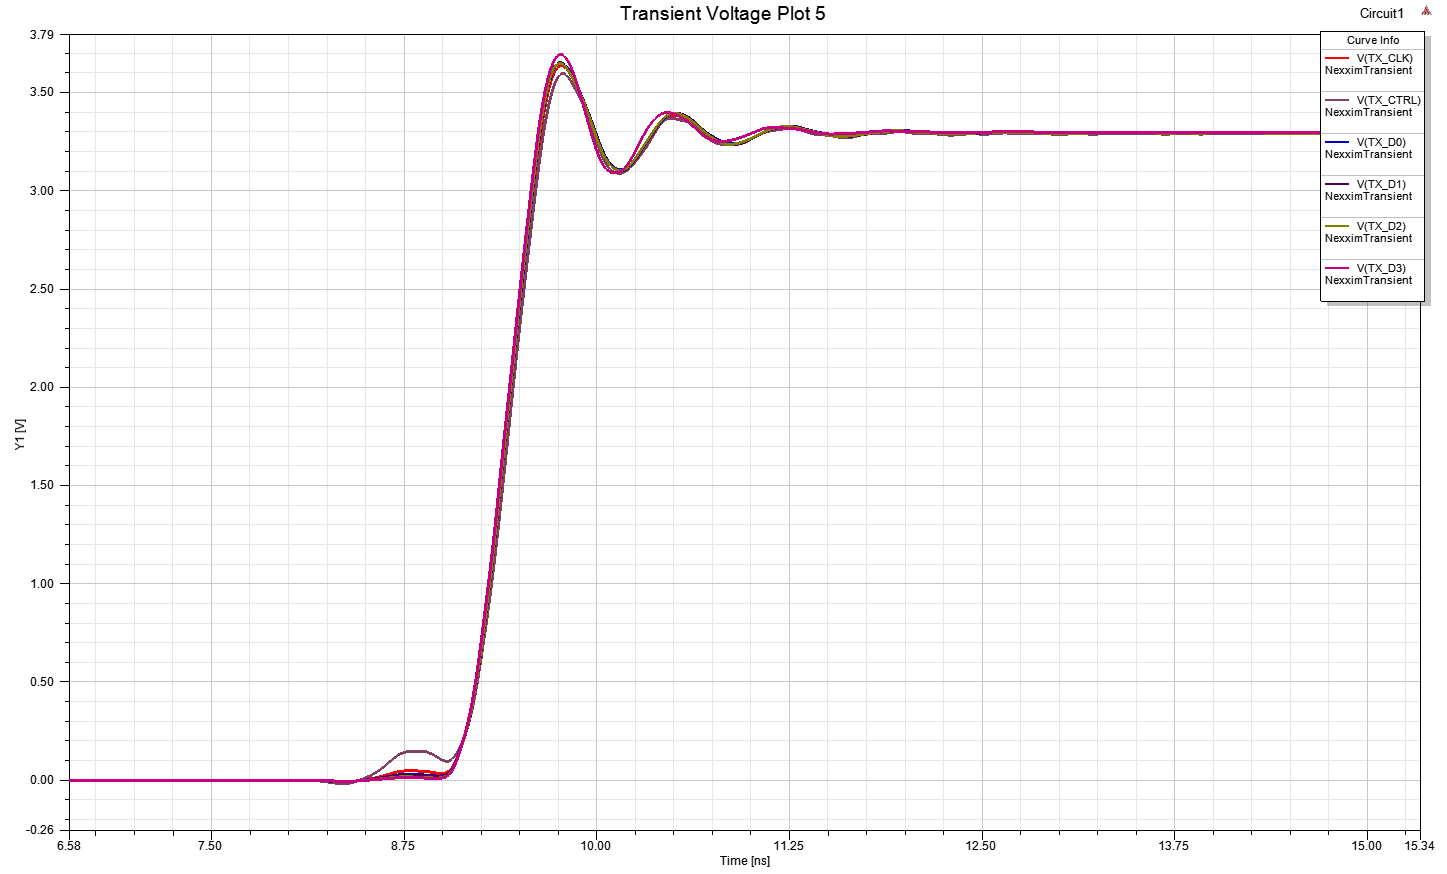 Transient Voltage Plot 5
Circuit1
Curve Info
V(TX_CLK)
NexximTransient
V(TX_CTRL)
NexximTransient
V(TX_D0)
NexximTransient
V(TX_D1)
NexximTransient
V(TX_D2)
NexximTransient
V(TX_D3)
NexximTransient
Y1 [V]
3.79
3.50
3.00
2.50
2.00
1.50
1.00
0.50
0.00
-0.26
6.58 7.50 8.75 10.00 11.25 12.50 13.75 15.00 15.34
Time [ns]